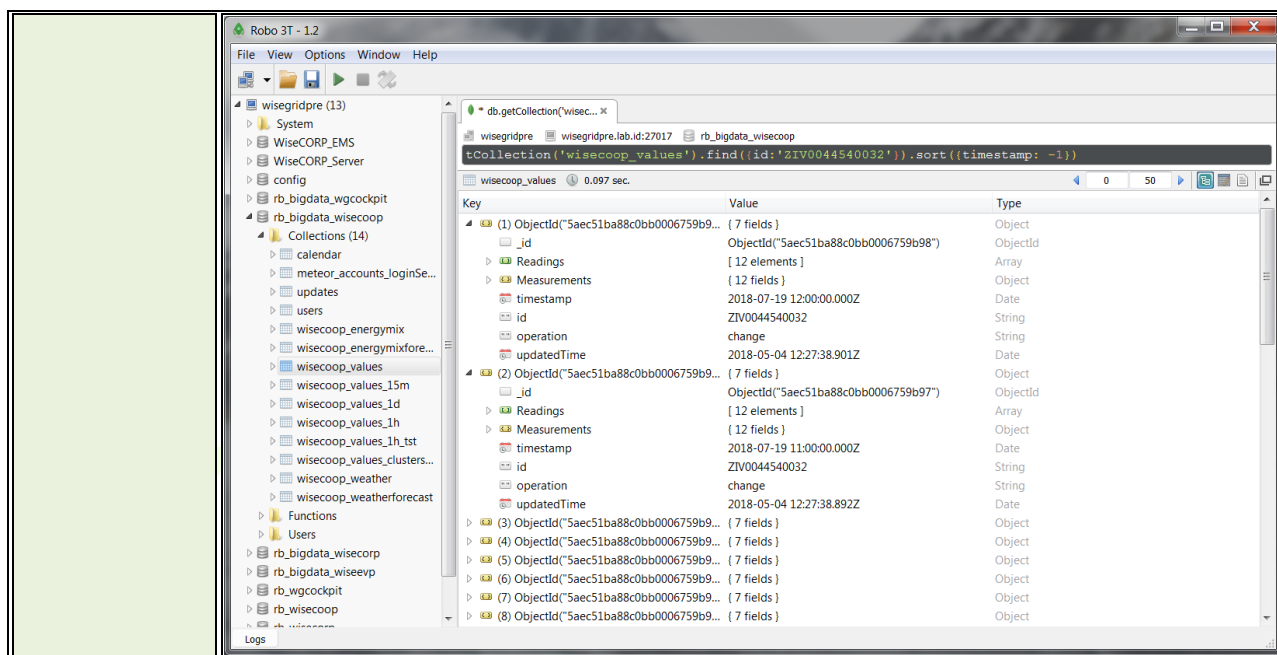 Robo 3T - 1.2
File View Options Window Help
wisegridpre (13)
System
WiseCORP_EMS
WiseCORP_Server
config
rb_bigdata_wgcockpit
rb_bigdata_wisecoop
Collections (14)
calendar
meteor_accounts_loginSe...
updates
users
wisecoop_energymix
wisecoop_energymixfore...
wisecoop_values
wisecoop_values_15m
wisecoop_values_1d
wisecoop_values_1h
wisecoop_values_1h_tst
wisecoop_values_clusters...
wisecoop_weather
wisecoop_weatherforecast
Functions
Users
rb_bigdata_wisecorp
rb_bigdata_wiseevp
rb_wgcockpit
rb_wisecoop
* db.getCollection('wisec...
wisegridpre wisegridpre.lab.id:27017 rb_bigdata_wisecoop
tCollection('wisecoop_values').find({id:'ZIV0044540032'}).sort({timestamp: -1})
wisecoop_values 0.097 sec. 0 50
Key Value Type
(1) ObjectId("5aec51ba88c0bb0006759b9... { 7 fields } Object
_id ObjectId("5aec51ba88c0bb0006759b98") ObjectId
Readings [ 12 elements ] Array
Measurements { 12 fields } Object
timestamp 2018-07-19 12:00:00.000Z Date
id ZIV0044540032 String
operation change String
updatedTime 2018-05-04 12:27:38.901Z Date
(2) ObjectId("5aec51ba88c0bb0006759b9... { 7 fields } Object
_id ObjectId("5aec51ba88c0bb0006759b97") ObjectId
Readings [ 12 elements ] Array
Measurements { 12 fields } Object
timestamp 2018-07-19 11:00:00.000Z Date
id ZIV0044540032 String
operation change String
updatedTime 2018-05-04 12:27:38.892Z Date
(3) ObjectId("5aec51ba88c0bb0006759b9... { 7 fields } Object
(4) ObjectId("5aec51ba88c0bb0006759b9... { 7 fields } Object
(5) ObjectId("5aec51ba88c0bb0006759b9... { 7 fields } Object
(6) ObjectId("5aec51ba88c0bb0006759b9... { 7 fields } Object
(7) ObjectId("5aec51ba88c0bb0006759b9... { 7 fields } Object
(8) ObjectId("5aec51ba88c0bb0006759b9... { 7 fields } Object
Logs